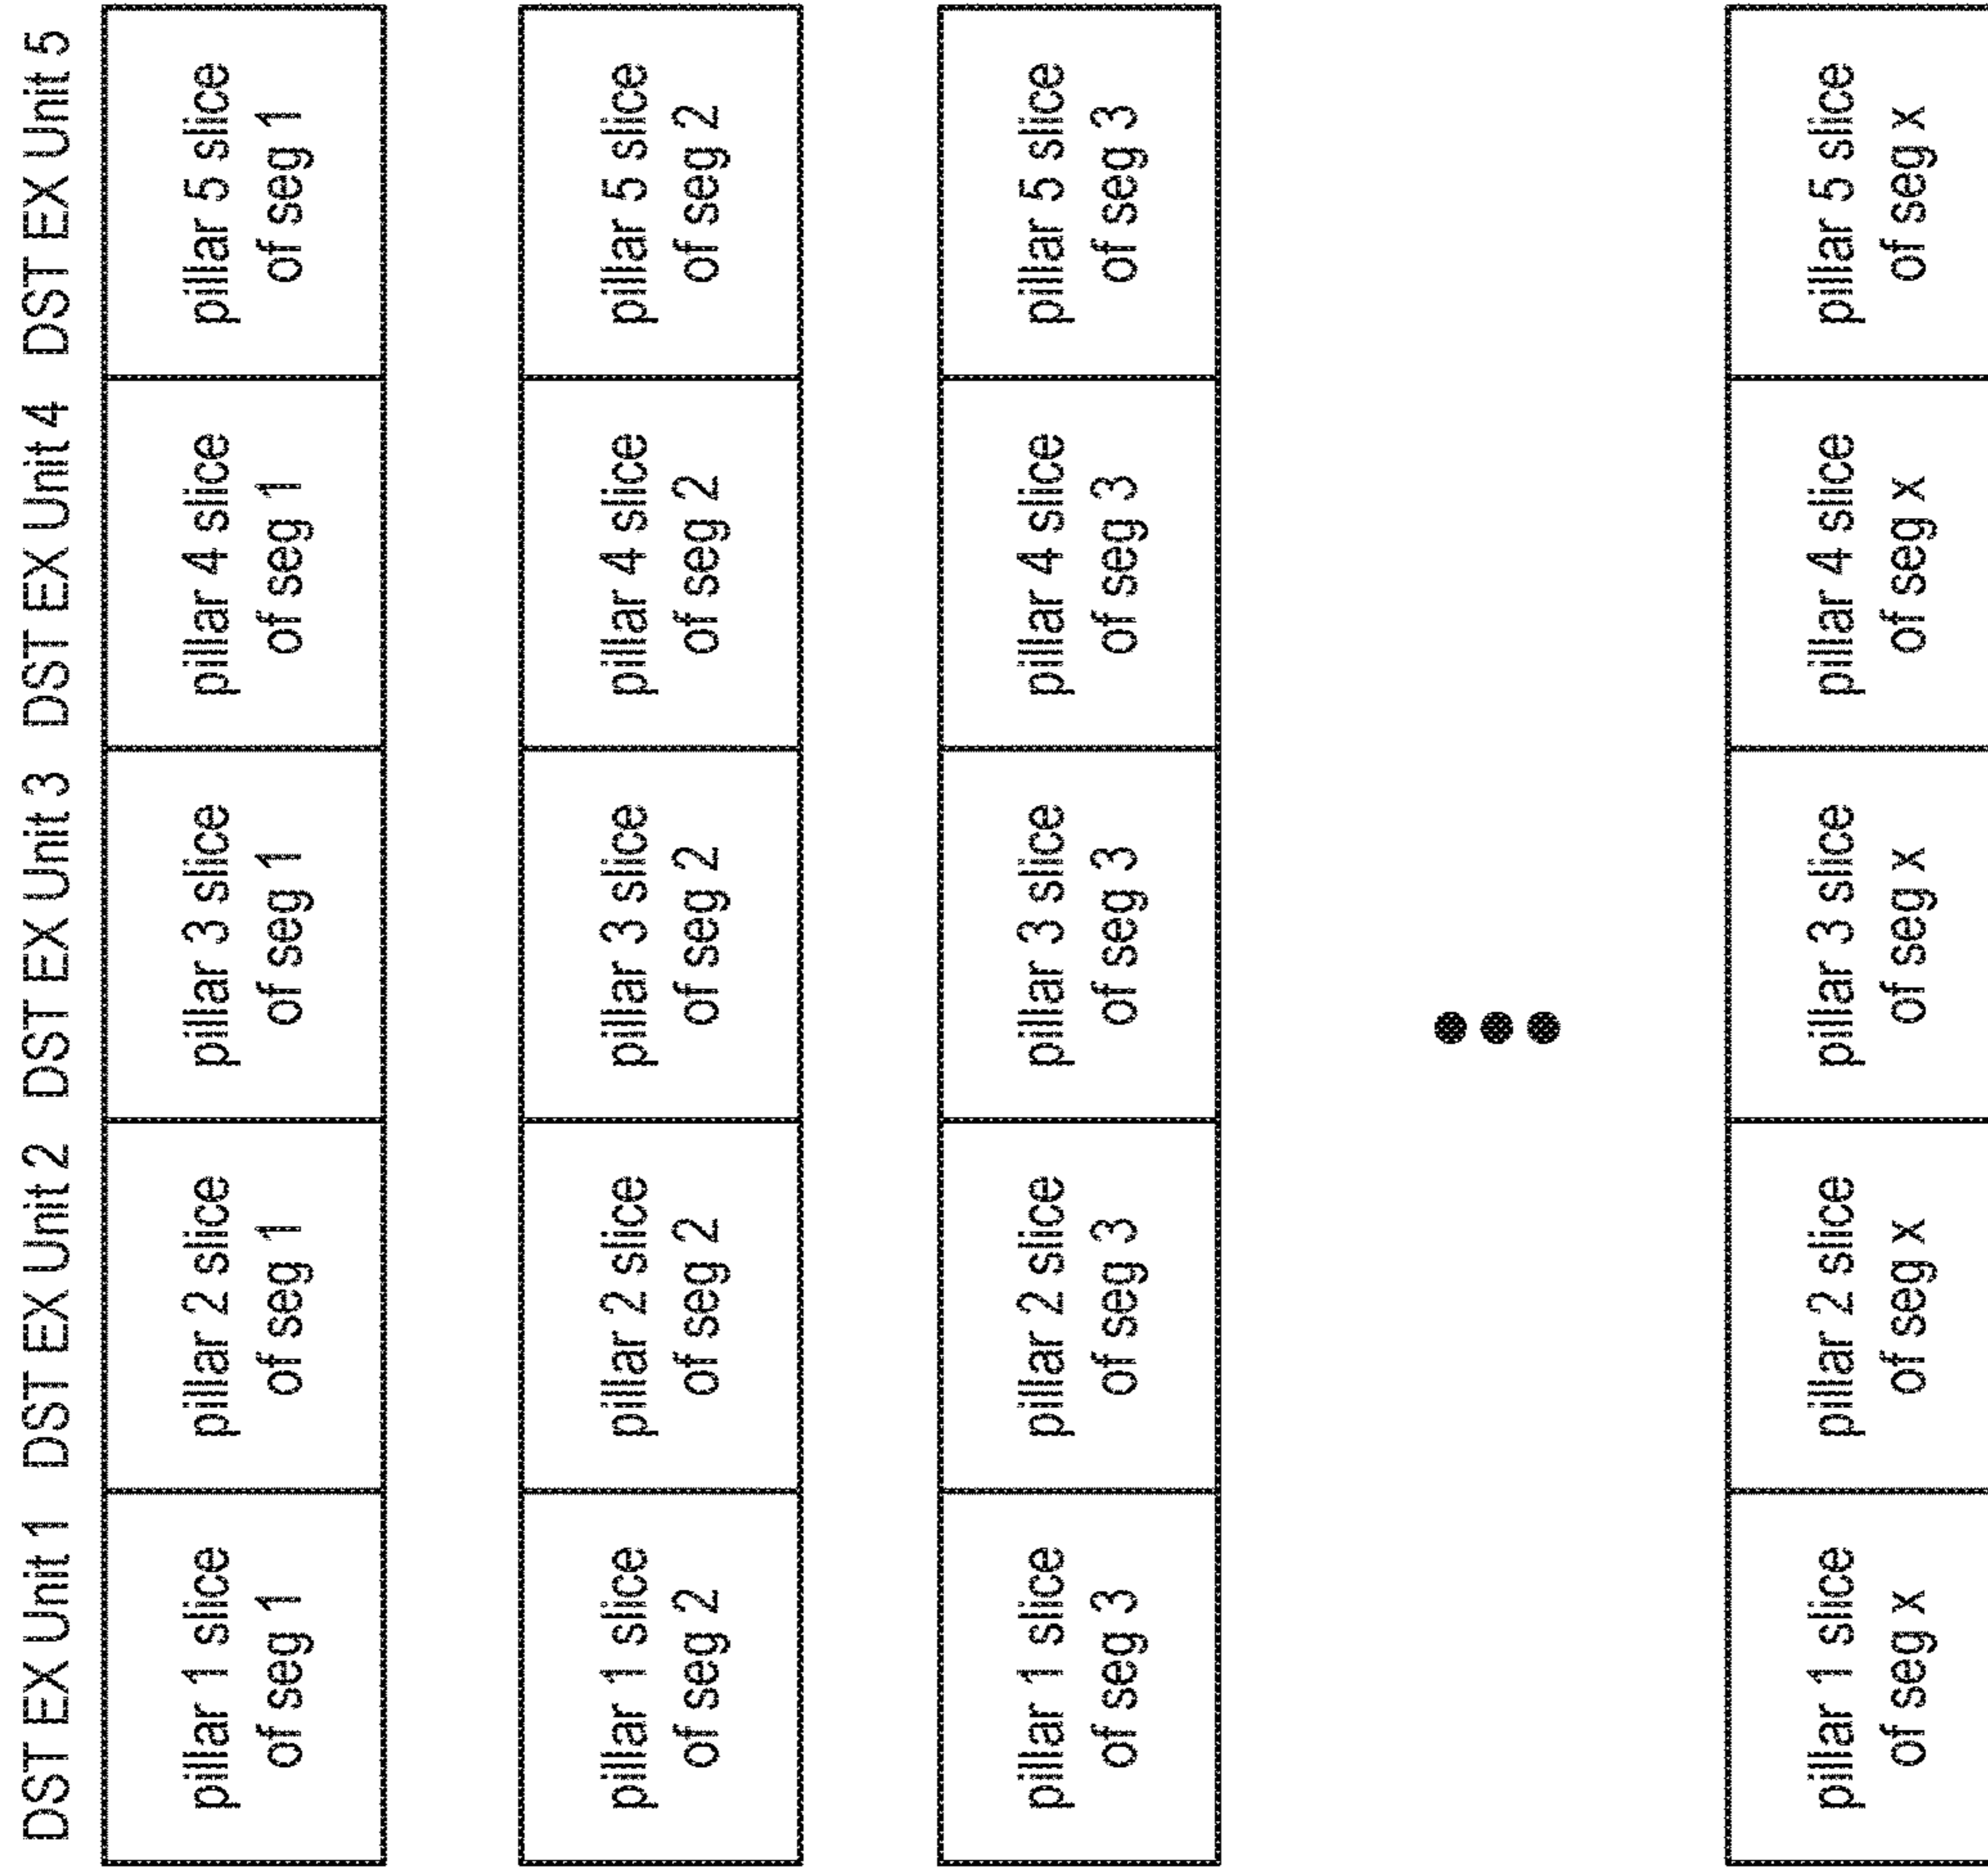 DST EX Unit 1 DST EX Unit 2 DST EX Unit 3 DST EX Unit 4 DST EX Unit 5
pillar 1 slice
of seg 1
pillar 2 slice
of seg 1
pillar 3 slice
of seg 1
pillar 4 slice
of seg 1
pillar 5 slice
of seg 1
pillar 1 slice
of seg 2
pillar 2 slice
of seg 2
pillar 3 slice
of seg 2
pillar 4 slice
of seg 2
pillar 5 slice
of seg 2
pillar 1 slice
of seg 3
pillar 2 slice
of seg 3
pillar 3 slice
of seg 3
pillar 4 slice
of seg 3
pillar 5 slice
of seg 3
pillar 1 slice
of seg x
pillar 2 slice
of seg x
pillar 3 slice
of seg x
pillar 4 slice
of seg x
pillar 5 slice
of seg x